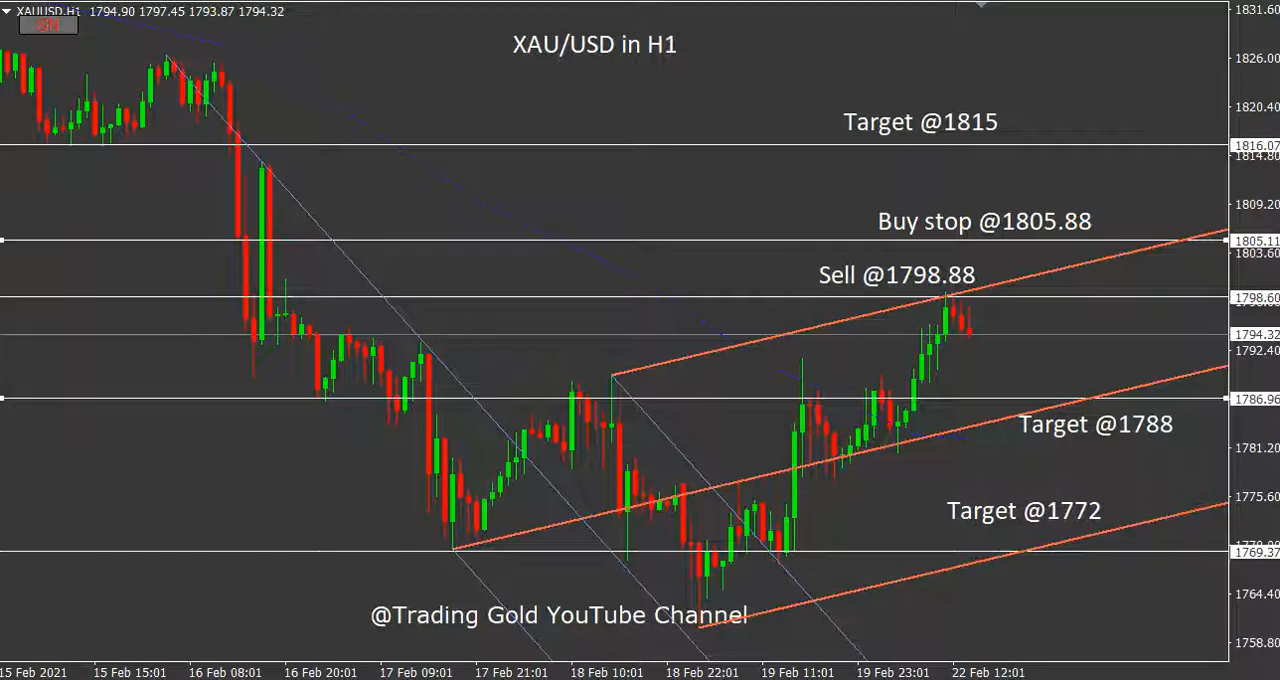 XAUUSD.H1 1794.90 1797.45 1793.87 1794.32
1831.60
XAU/USD in H1
1826.00
1820.40
Target @1815
1816.07
1814.80
1809.20
Buy stop @1805.88
1805.11
1803.60
Sell @1798.88
1798.60
1794.32
1792.40
1786.96
Target @1788
1781.20
1775.60
Target @1772
1769.37
1764.40
@Trading Gold YouTube Channel
1758.80
15 Feb 2021 15 Feb 15:01 16 Feb 08:01 16 Feb 20:01 17 Feb 09:01 17 Feb 21:01 18 Feb 10:01 18 Feb 22:01 19 Feb 11:01 19 Feb 23:01 22 Feb 12:01